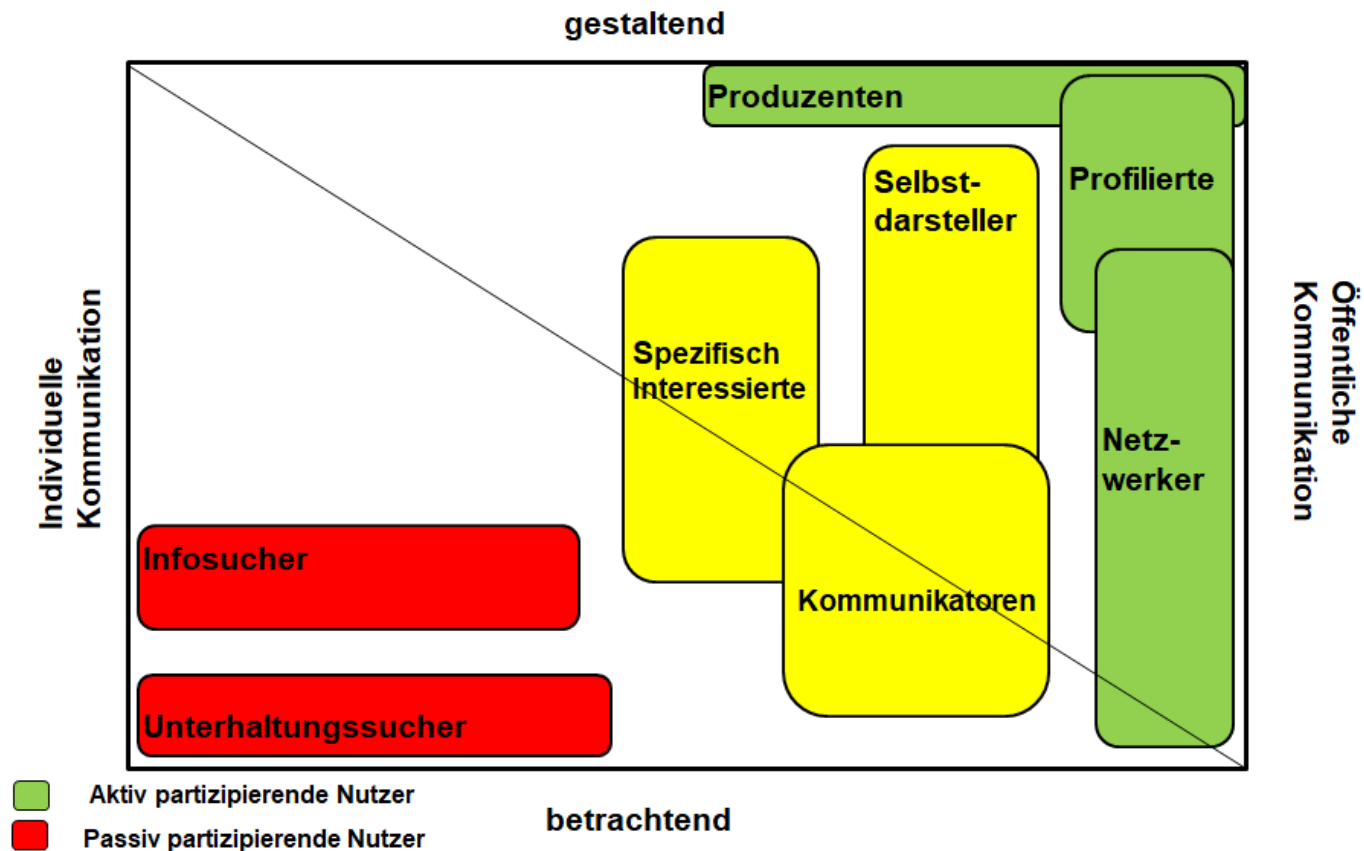 gestaltend
Produzenten
Profilierte
Selbst-
darsteller
Spezifisch
Interessierte
Individuelle
Kommunikation
Öffentliche
Kommunikation
Netz-
werker
Infosucher
Kommunikatoren
Unterhaltungssucher
Aktiv partizipierende Nutzer
betrachtend
Passiv partizipierende Nutzer